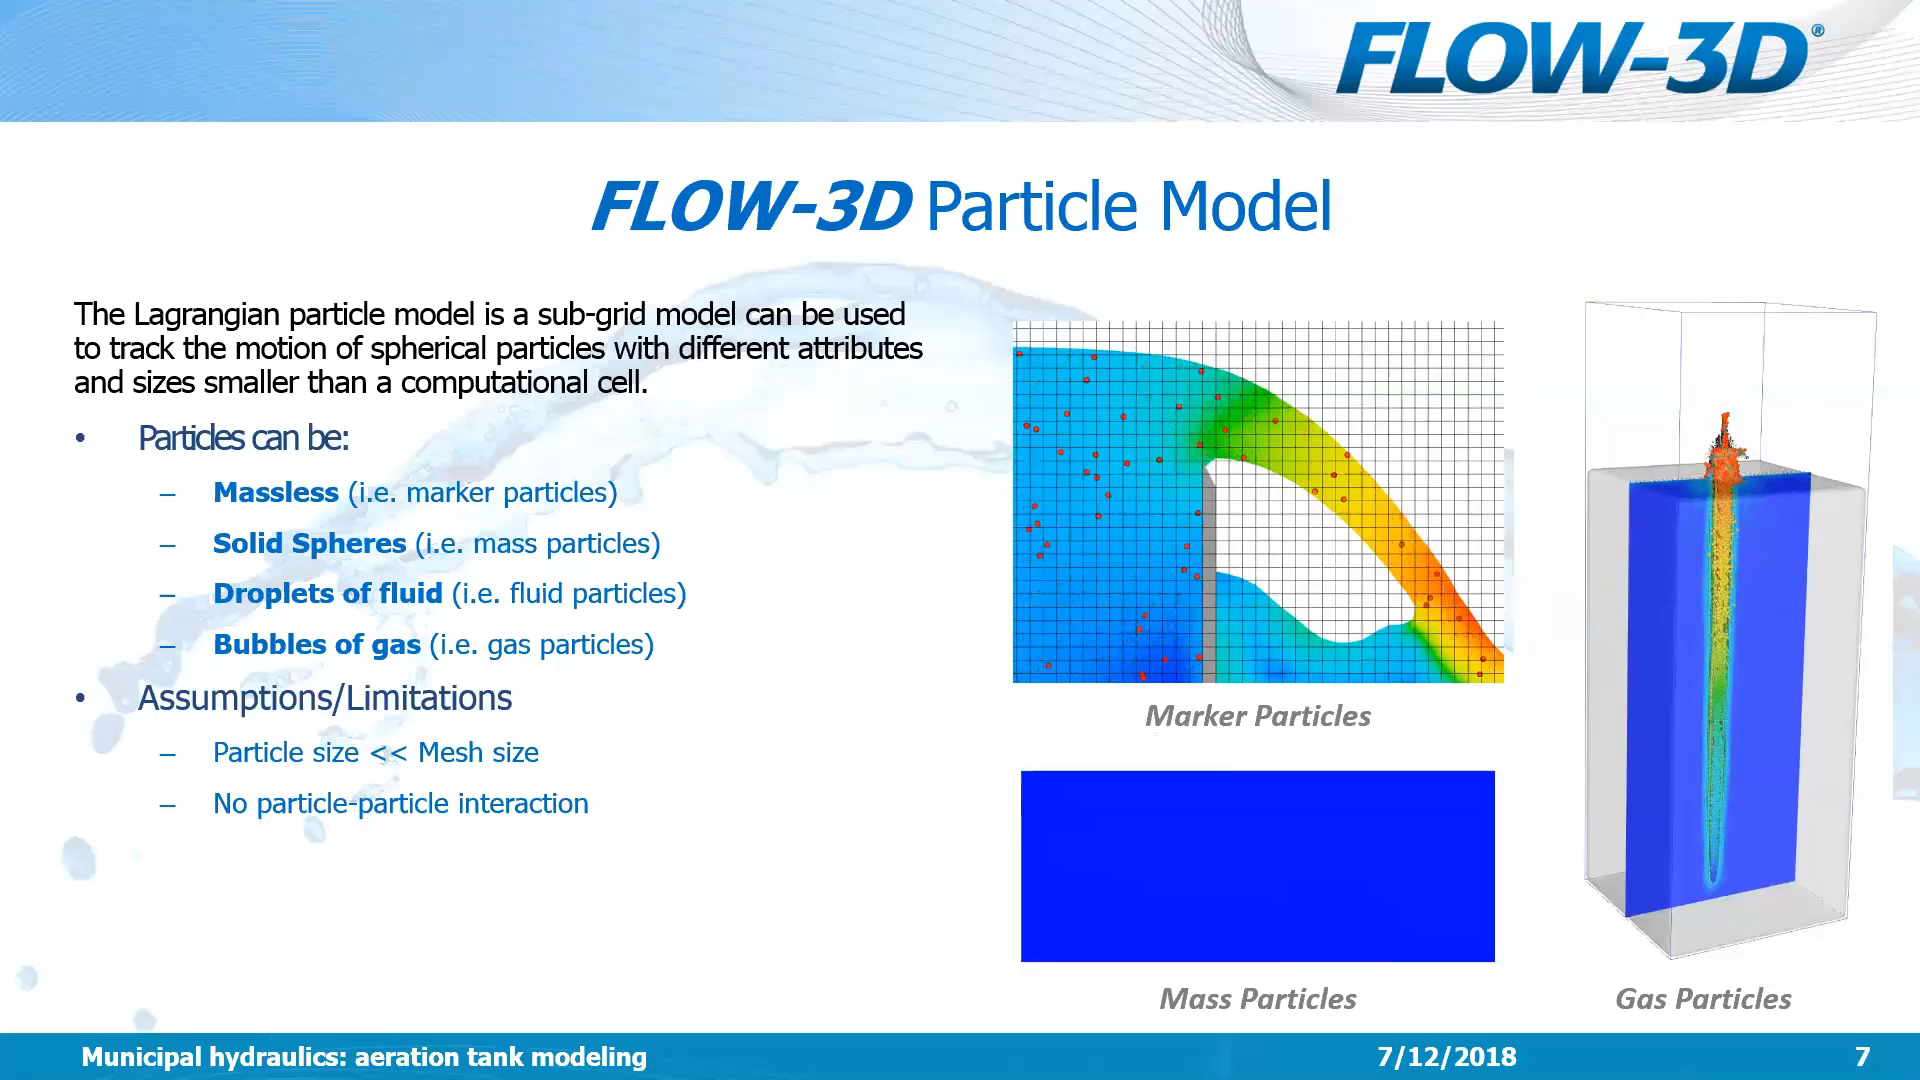 FLOW-3D®
FLOW-3D Particle Model
The Lagrangian particle model is a sub-grid model can be used
to track the motion of spherical particles with different attributes
and sizes smaller than a computational cell.
• Particles can be:
– Massless (i.e. marker particles)
– Solid Spheres (i.e. mass particles)
– Droplets of fluid (i.e. fluid particles)
– Bubbles of gas (i.e. gas particles)
• Assumptions/Limitations
– Particle size << Mesh size
– No particle-particle interaction
Marker Particles
Mass Particles
Gas Particles
Municipal hydraulics: aeration tank modeling
7/12/2018
7